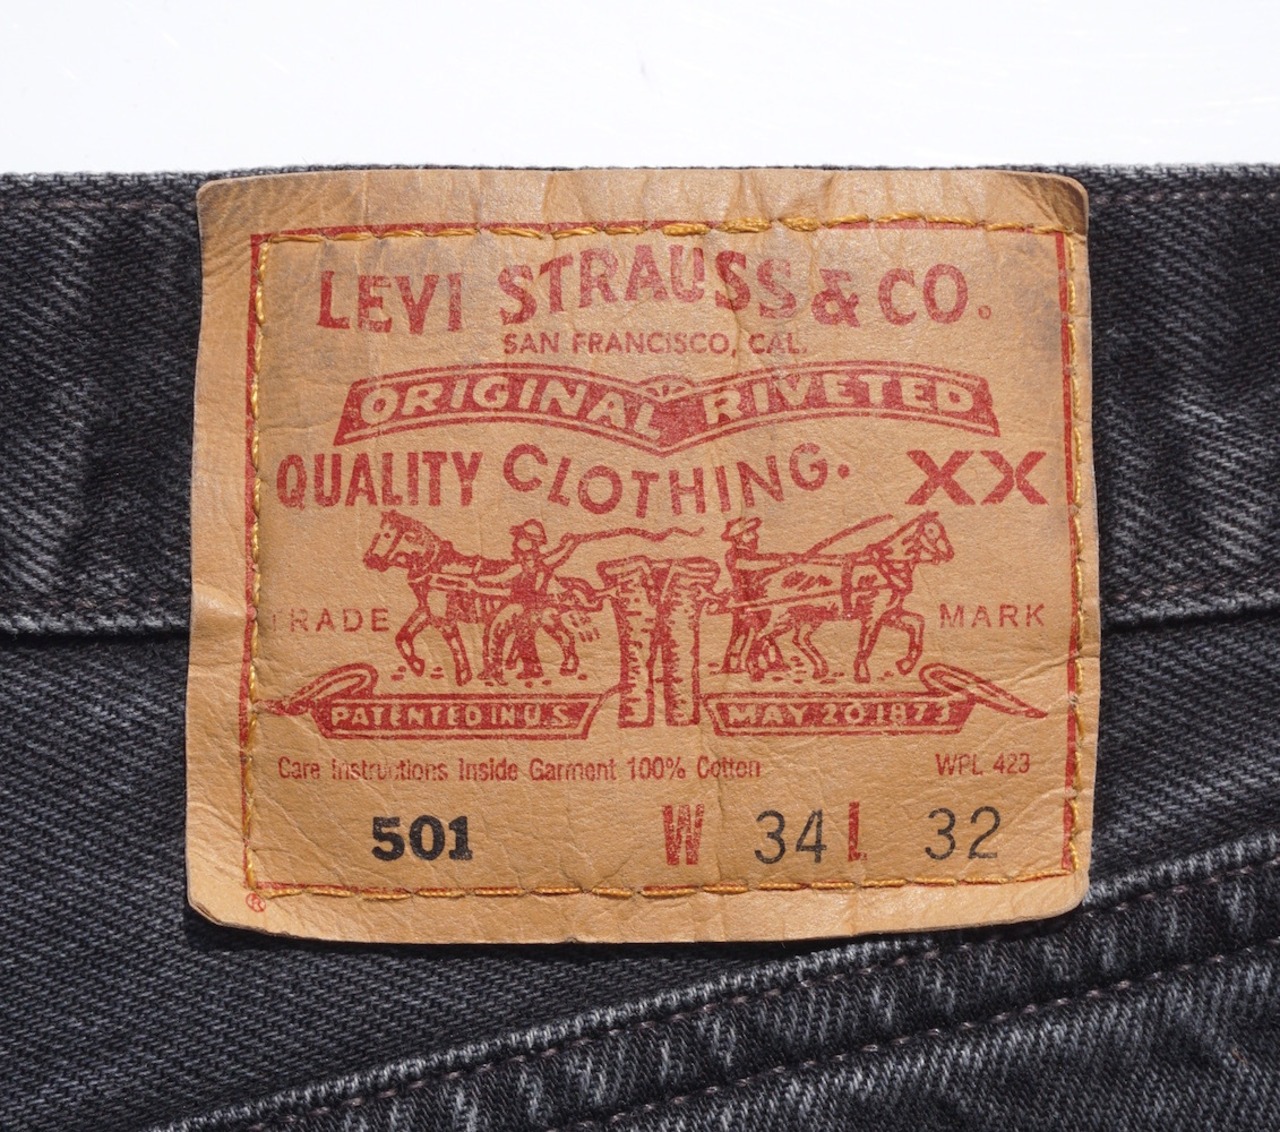 LEVI STRAUSS & CO.
SAN FRANCISCO, CAL.
ORIGINAL RIVETED
QUALITY CLOTHING. XX
TRADE MARK
PATENTED IN U.S. MAY 20 1873
Care Instructions Inside Garment 100% Cotton WPL 423
501 W 34 L 32
®